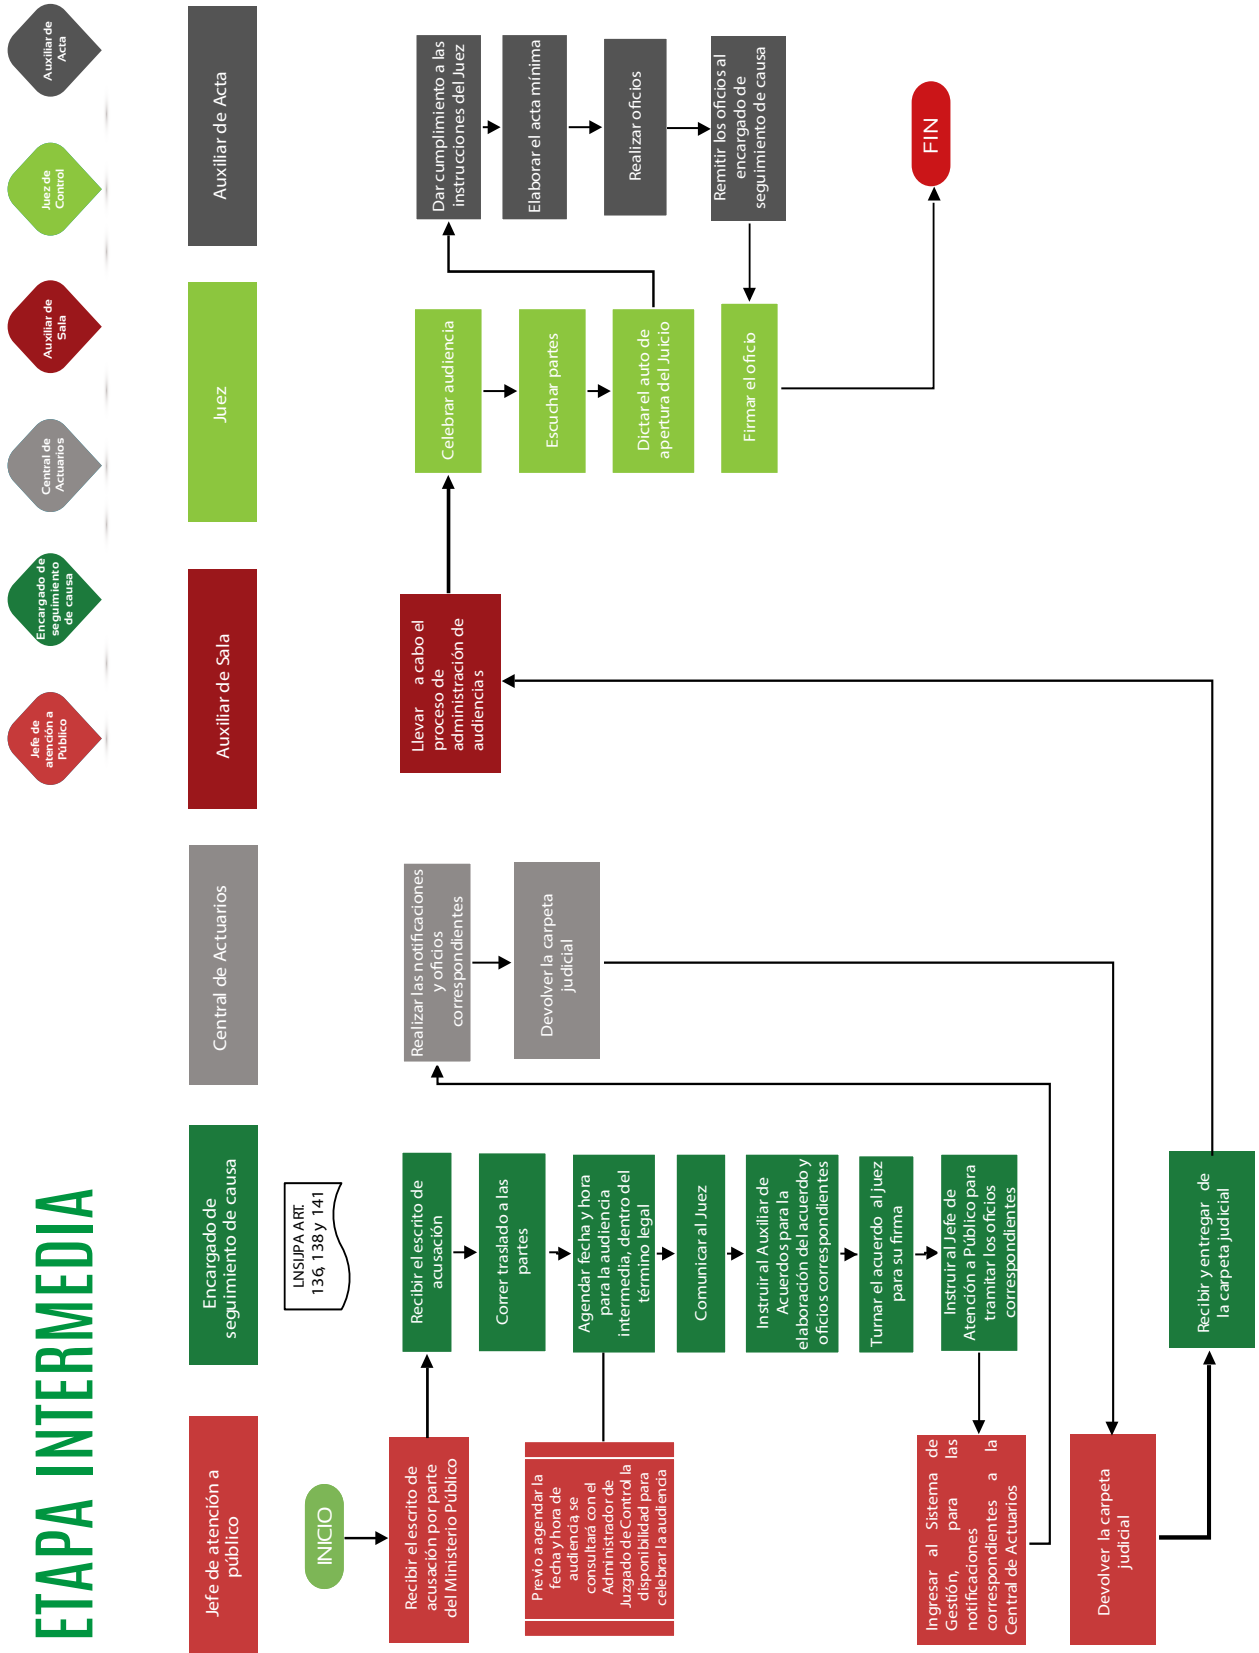 ETAPA INTERMEDIA
Jefe de
atención a
Público
Encargado de
seguimiento
de causa
Central de
Actuarios
Auxiliar de
Sala
Juez de
Control
Auxiliar de
Acta
Jefe de atención a
público
Encargado de
seguimiento de causa
Central de Actuarios
Auxiliar de Sala
Juez
Auxiliar de Acta
INICIO
Recibir el escrito de
acusación por parte
del Ministerio Público
Previo a agendar la
fecha y hora de
audiencia, se
consultará con el
Administrador de
Juzgado de Control la
disponibilidad para
celebrar la audiencia
Ingresar al Sistema de
Gestión, para las
notificaciones
correspondientes a la
Central de Actuarios
Devolver la carpeta
judicial
LNSIJPA ART.
136, 138 y 141
Recibir el escrito de
acusación
Correr traslado a las
partes
Agendar fecha y hora
para la audiencia
intermedia, dentro del
término legal
Comunicar al Juez
Instruir al Auxiliar de
Acuerdos para la
elaboración del acuerdo y
oficios correspondientes
Turnar el acuerdo al juez
para su firma
Instruir al Jefe de
Atención a Público para
tramitar los oficios
correspondientes
Recibir y entregar de
la carpeta judicial
Realizar las notificaciones
y oficios
correspondientes
Devolver la carpeta
judicial
Llevar a cabo el
proceso de
administración de
audiencias
Celebrar audiencia
Escuchar partes
Dictar el auto de
apertura del Juicio
Firmar el oficio
Dar cumplimiento a las
instrucciones del Juez
Elaborar el acta mínima
Realizar oficios
Remitir los oficios al
encargado de
seguimiento de causa
FIN